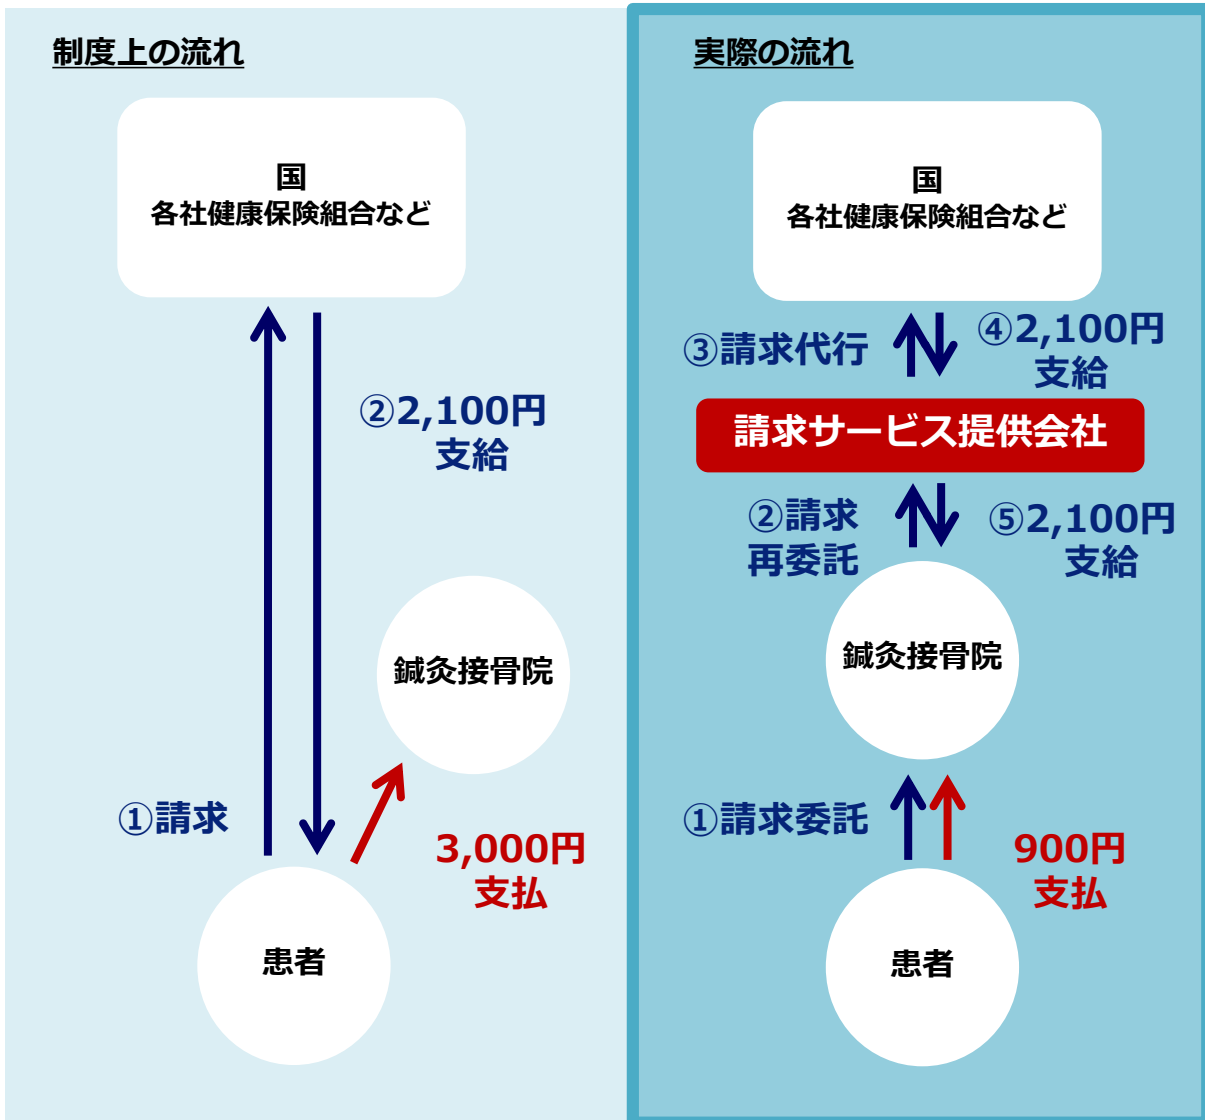 制度上の流れ
国
各社健康保険組合など
②2,100円
支給
鍼灸接骨院
①請求
3,000円
支払
患者
実際の流れ
国
各社健康保険組合など
③請求代行
④2,100円
支給
請求サービス提供会社
②請求
再委託
⑤2,100円
支給
鍼灸接骨院
①請求委託
900円
支払
患者